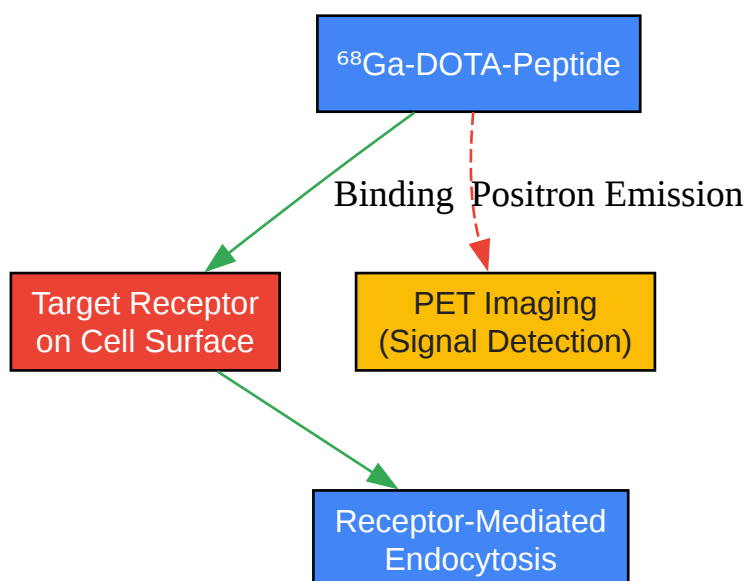 ⁶⁸Ga-DOTA-Peptide
Binding
Positron Emission
Target Receptor
on Cell Surface
PET Imaging
(Signal Detection)
Receptor-Mediated
Endocytosis